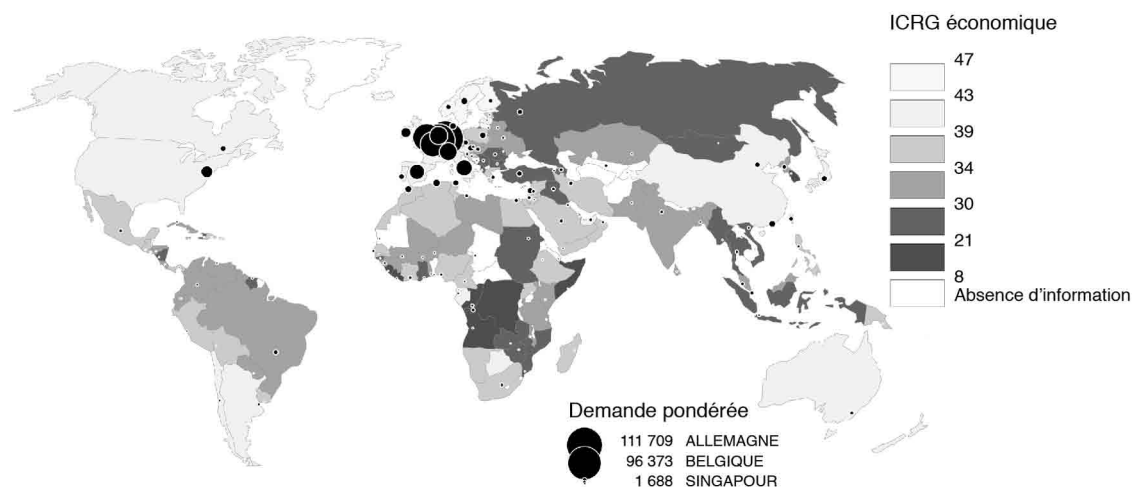 ICRG économique
47
43
39
34
30
21
8
Absence d'information
Demande pondérée
111 709 ALLEMAGNE
96 373 BELGIQUE
1 688 SINGAPOUR